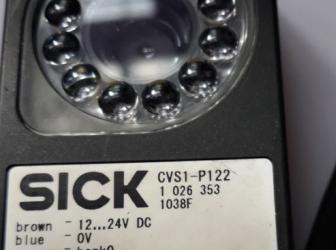 SICK CVS1-P122
1 026 353
1038F
brown - 12...24V DC
blue - 0V